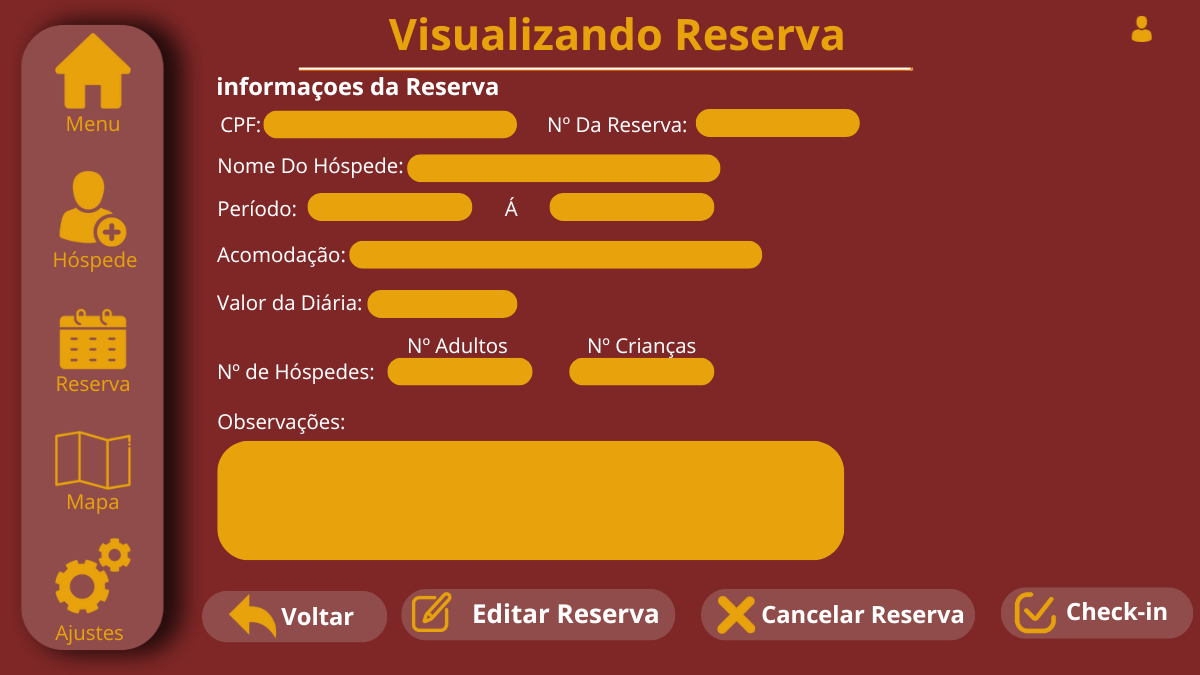 Visualizando Reserva
informaçoes da Reserva
CPF:
Nº Da Reserva:
Nome Do Hóspede:
Período:
Á
Acomodação:
Valor da Diária:
Nº Adultos
Nº Crianças
Nº de Hóspedes:
Observações:
Menu
Hóspede
Reserva
Mapa
Ajustes
Voltar
Editar Reserva
Cancelar Reserva
Check-in